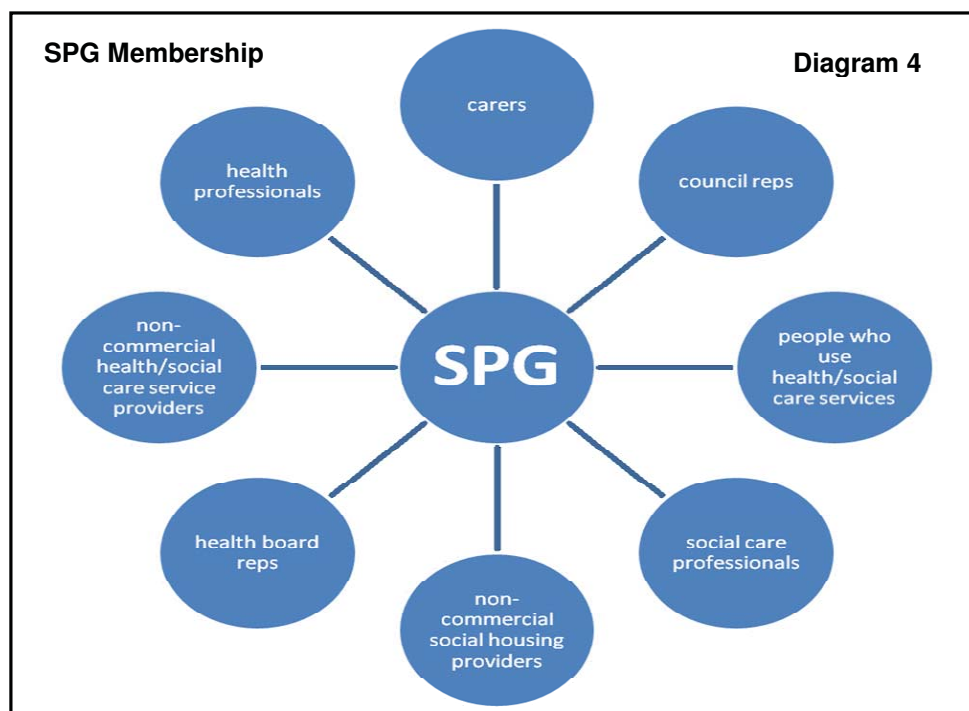 SPG Membership
Diagram 4
carers
health
professionals
council reps
non-
commercial
health/social
care service
providers
SPG
people who
use
health/social
care services
health board
reps
social care
professionals
non-
commercial
social housing
providers